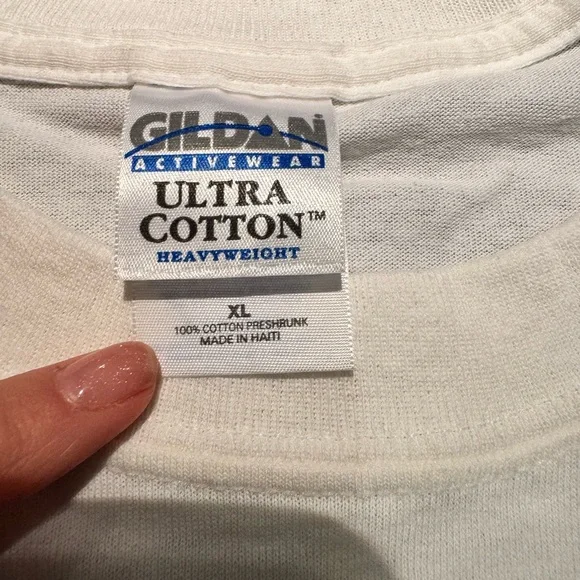 GILDAN
ACTIVEWEAR
ULTRA
COTTON™
HEAVYWEIGHT
XL
100% COTTON PRESHRUNK
MADE IN HAITI